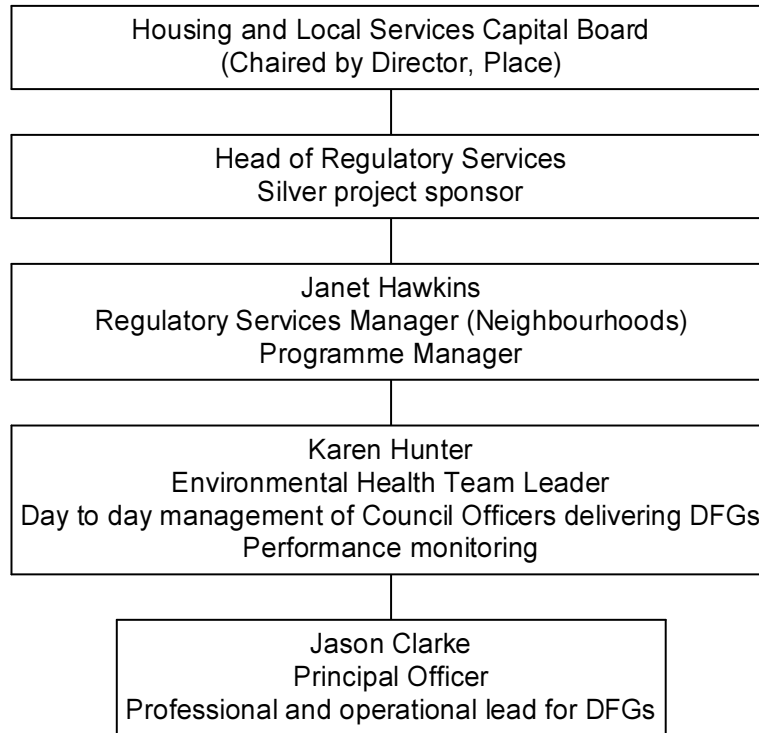 Housing and Local Services Capital Board
(Chaired by Director, Place)
Head of Regulatory Services
Silver project sponsor
Janet Hawkins
Regulatory Services Manager (Neighbourhoods)
Programme Manager
Karen Hunter
Environmental Health Team Leader
Day to day management of Council Officers delivering DFGs
Performance monitoring
Jason Clarke
Principal Officer
Professional and operational lead for DFGs